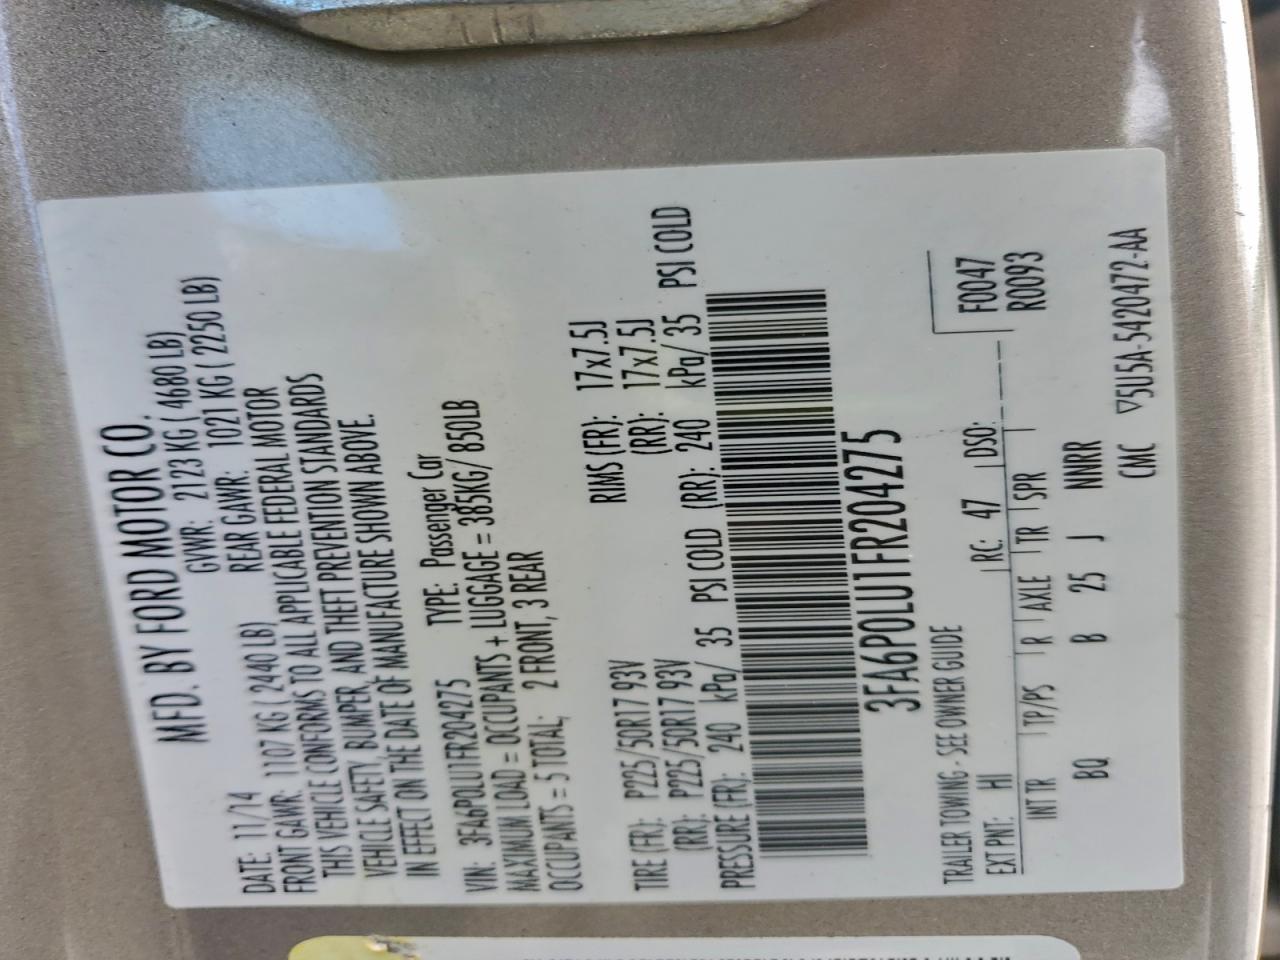 MFD. BY FORD MOTOR CO.
DATE: 11/14 GVWR: 2123 KG ( 4680 LB)
FRONT GAWR: 1107 KG ( 2440 LB) REAR GAWR: 1021 KG ( 2250 LB)
THIS VEHICLE CONFORMS TO ALL APPLICABLE FEDERAL MOTOR
VEHICLE SAFETY, BUMPER, AND THEFT PREVENTION STANDARDS
IN EFFECT ON THE DATE OF MANUFACTURE SHOWN ABOVE.
VIN: 3FA6P0LU1FR204275 TYPE: Passenger Car
MAXIMUM LOAD = OCCUPANTS + LUGGAGE = 385KG/ 850LB
OCCUPANTS = 5 TOTAL; 2 FRONT, 3 REAR
TIRE (FR): P225/50R17 93V RIMS (FR): 17x7.5J
(RR): P225/50R17 93V (RR): 17x7.5J
PRESSURE (FR): 240 kPa/ 35 PSI COLD (RR): 240 kPa/ 35 PSI COLD
3FA6P0LU1FR204275
TRAILER TOWING - SEE OWNER GUIDE F0047
EXT PNT: HI RC: 47 DSO: R0093
INT TR TP/PS R AXLE TR SPR
BQ B 25 J NNRR
CMC ▽5U5A-5420472-AA